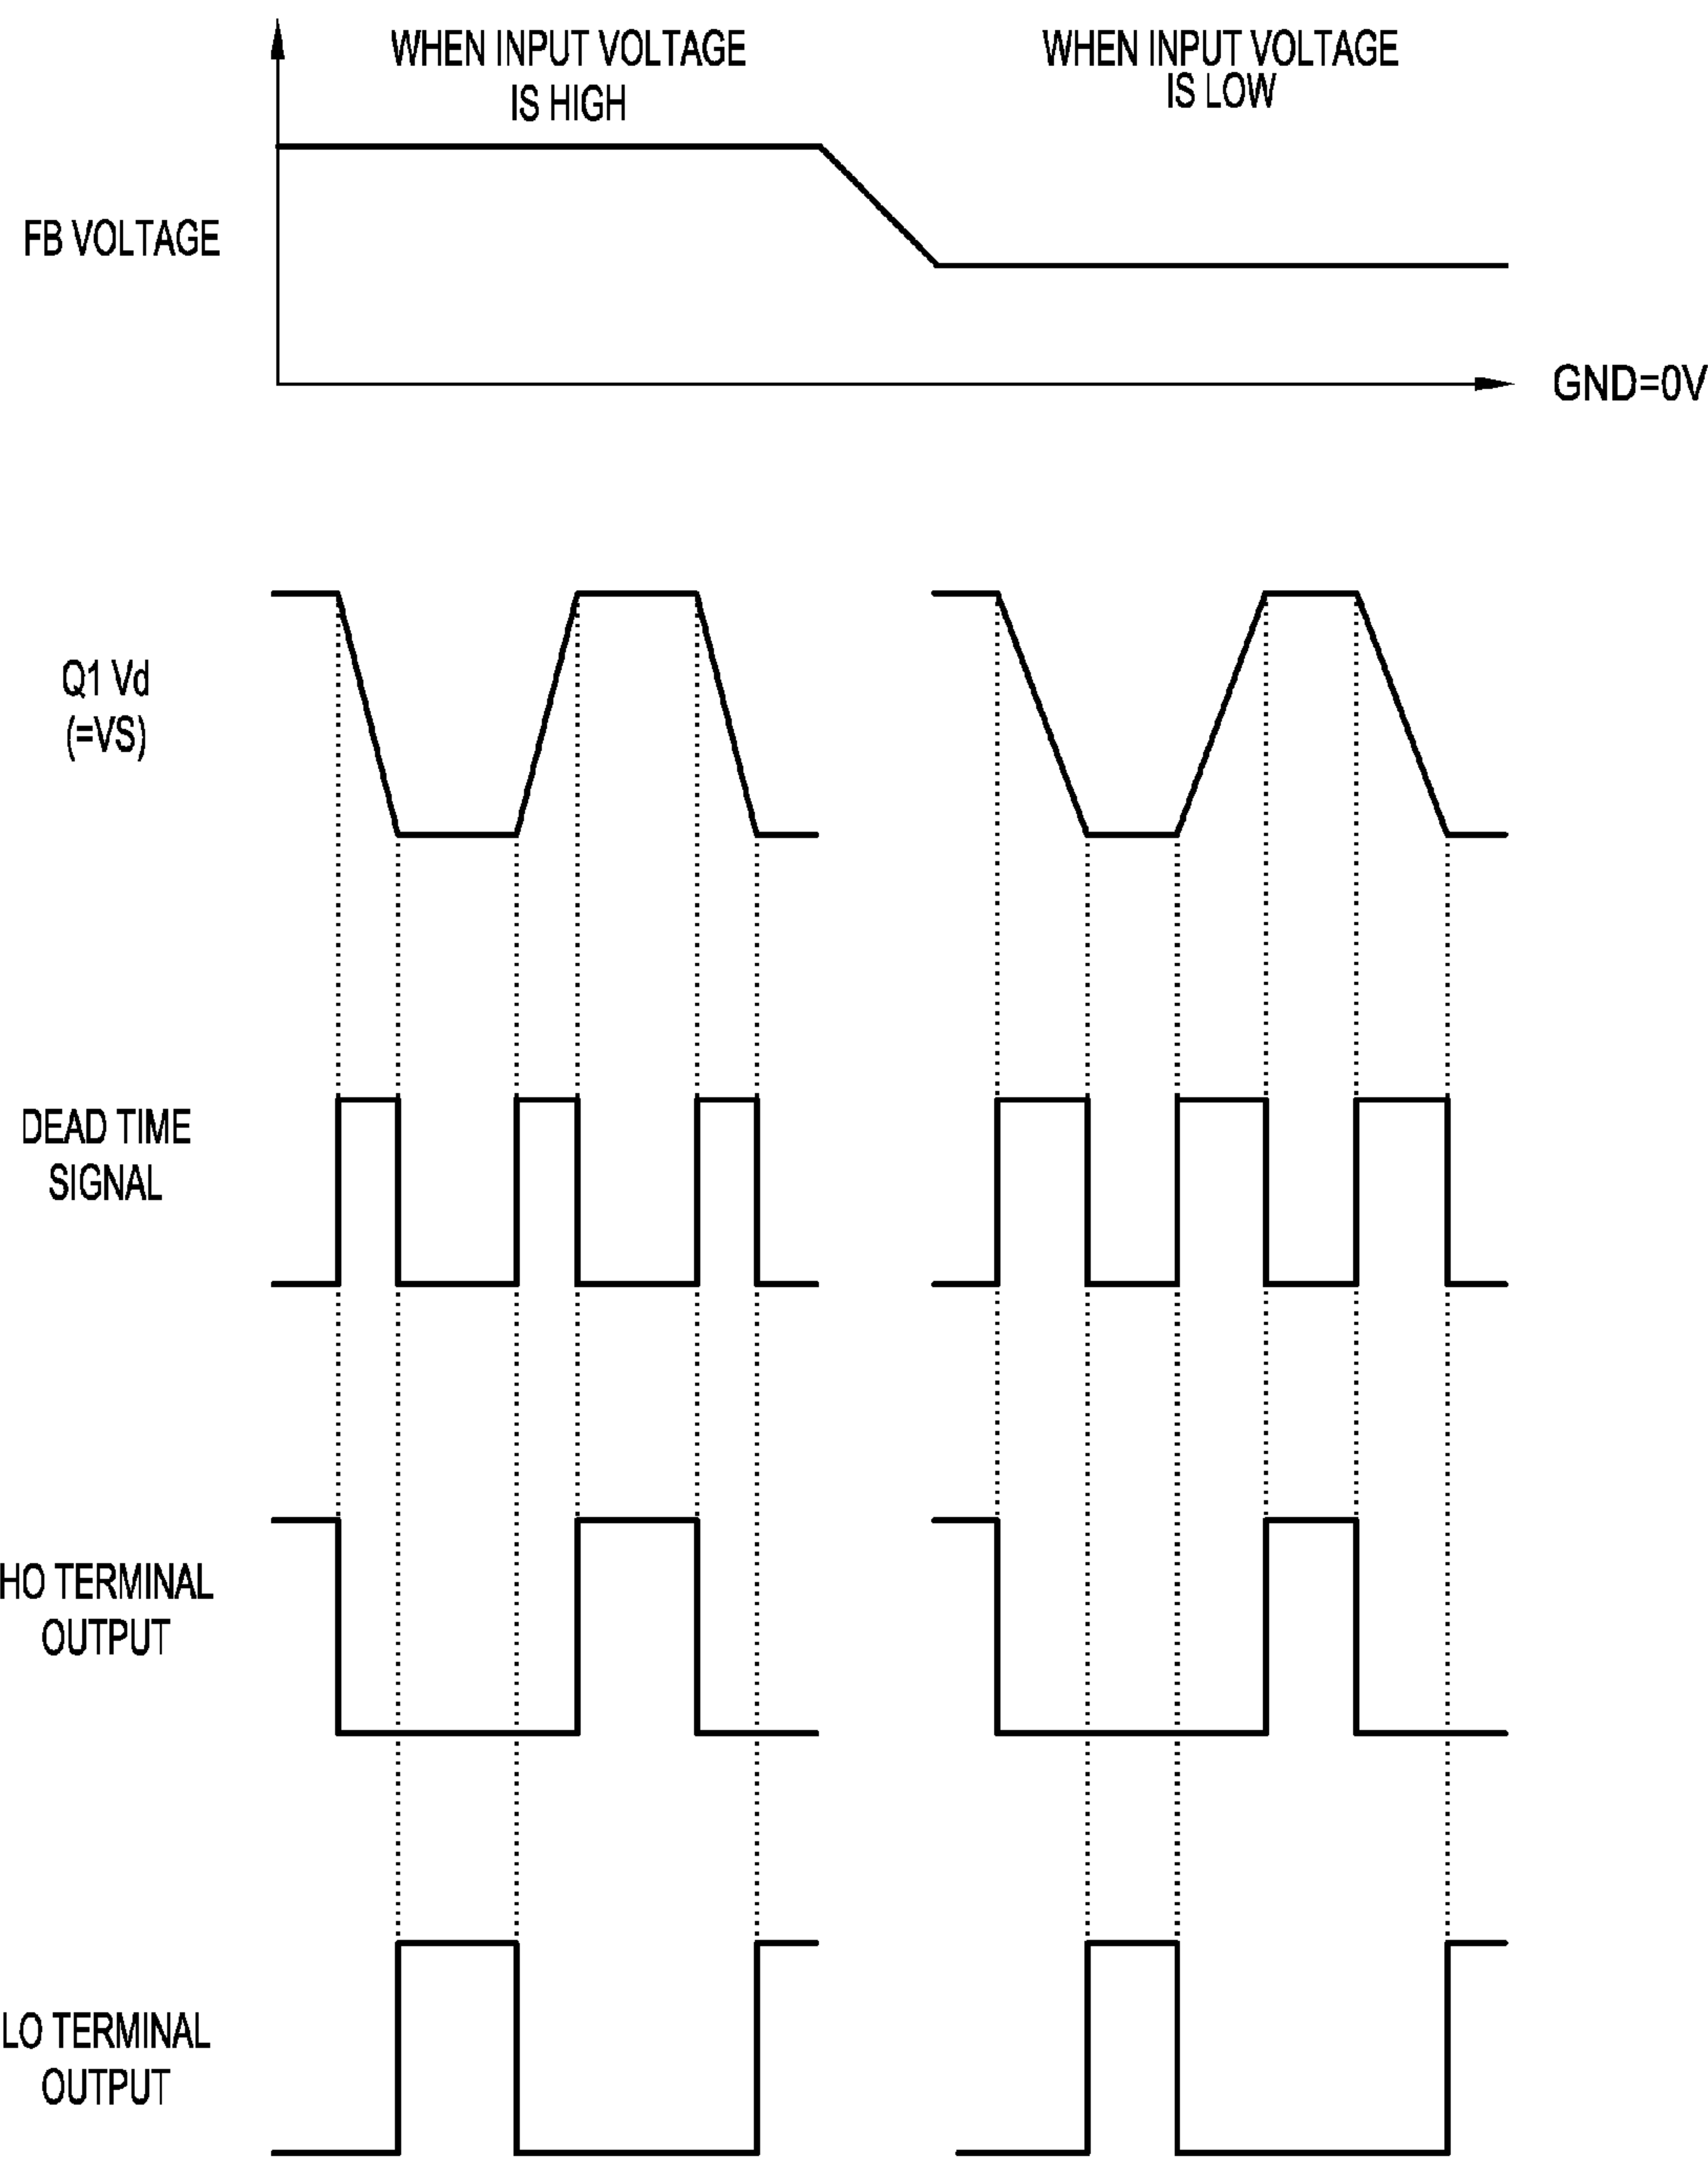 WHEN INPUT VOLTAGE
IS HIGH
WHEN INPUT VOLTAGE
IS LOW
FB VOLTAGE
GND=0V
Q1 Vd
(=VS)
DEAD TIME
SIGNAL
HO TERMINAL
OUTPUT
LO TERMINAL
OUTPUT